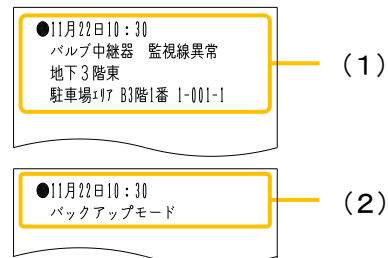 ●11月22日10：30
バルブ中継器　監視線異常
地下３階東
駐車場ｴﾘｱ B3階1番 1-001-1
（１）
●11月22日10：30
バックアップモード
（２）